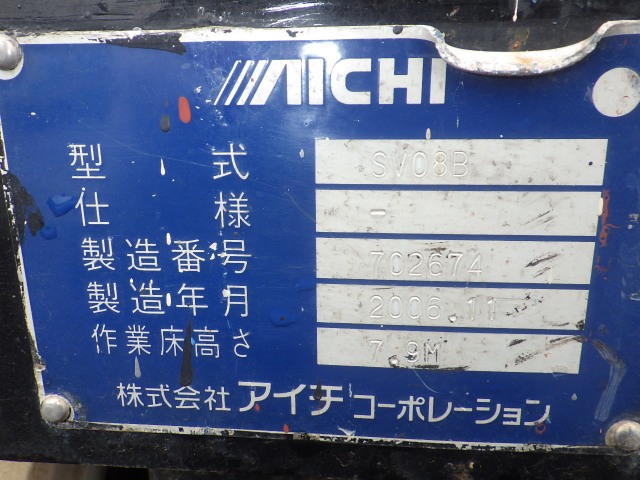 AICHI
型式 SV08B
仕様 -
製造番号 702674
製造年月 2006.11
作業床高さ 7.9M
株式会社 アイチ コーポレーション